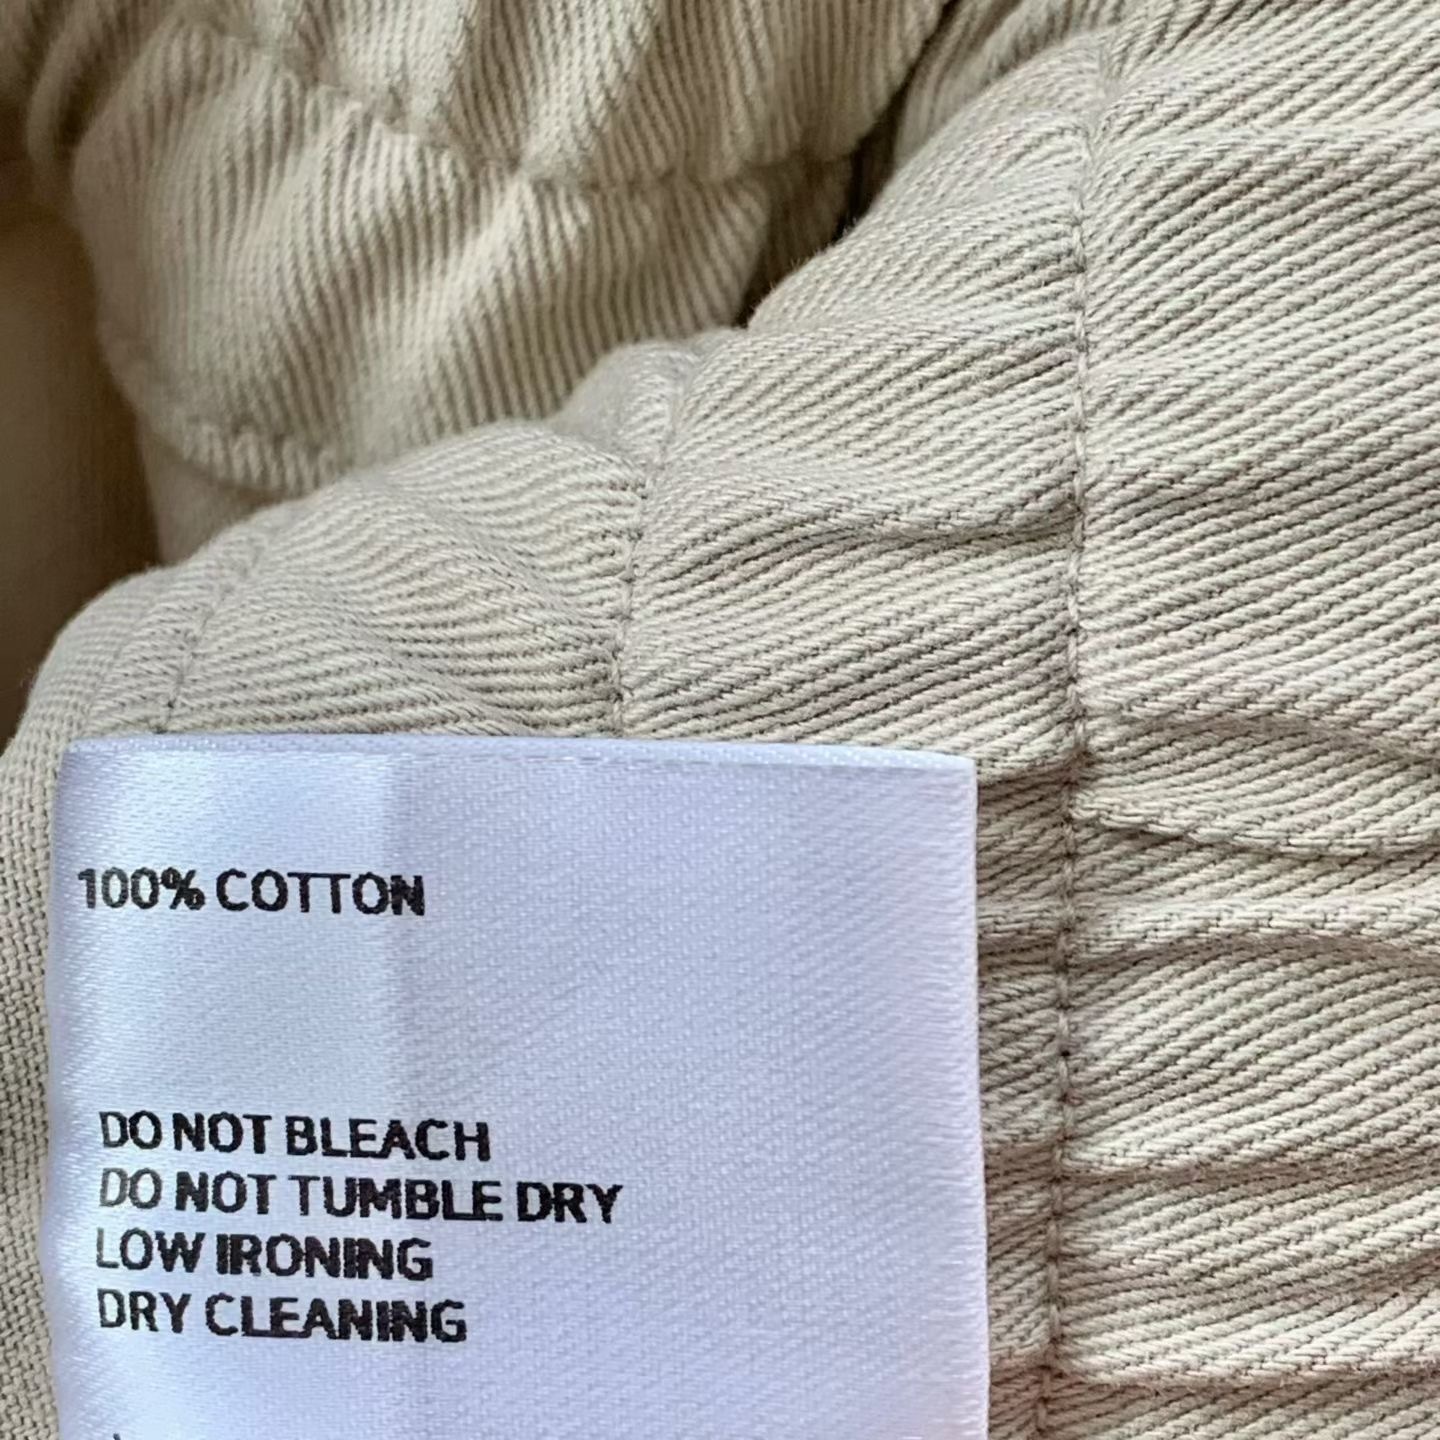 100% COTTON
DO NOT BLEACH
DO NOT TUMBLE DRY
LOW IRONING
DRY CLEANING